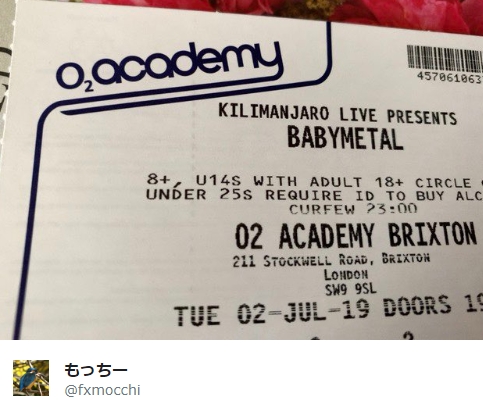 O2 academy
457061063
KILIMANJARO LIVE PRESENTS
BABYMETAL
8+, U14S WITH ADULT 18+ CIRCLE
UNDER 25S REQUIRE ID TO BUY ALC
CURFEW 23:00
O2 ACADEMY BRIXTON
211 STOCKWELL ROAD, BRIXTON
LONDON
SW9 9SL
TUE 02-JUL-19 DOORS 19
もっちー
@fxmocchi